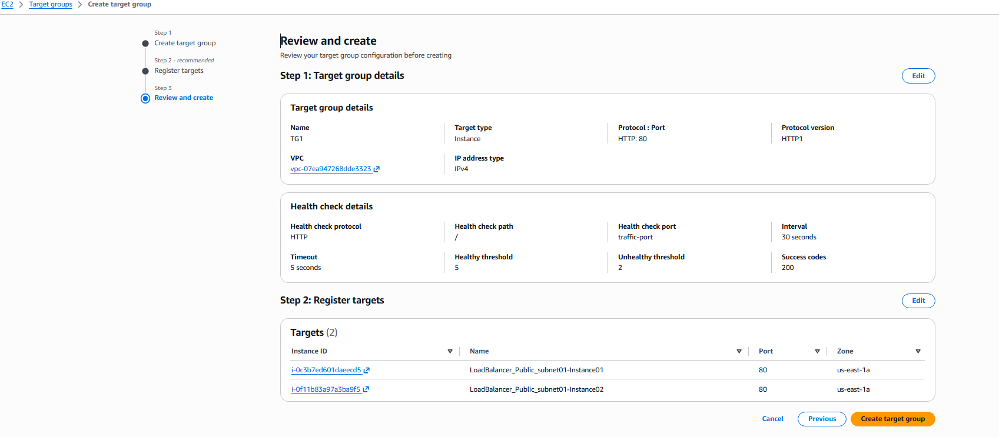 EC2 > Target groups > Create target group
Step 1
Create target group
Step 2 - recommended
Register targets
Step 3
Review and create
Review and create
Review your target group configuration before creating
Step 1: Target group details
Edit
Target group details
Name
TG1
Target type
Instance
Protocol : Port
HTTP: 80
Protocol version
HTTP1
VPC
vpc-07ea947268dde3323
IP address type
IPv4
Health check details
Health check protocol
HTTP
Health check path
/
Health check port
traffic-port
Interval
30 seconds
Timeout
5 seconds
Healthy threshold
5
Unhealthy threshold
2
Success codes
200
Step 2: Register targets
Edit
Targets (2)
Instance ID Name Port Zone
i-0c3b7ed601daeecd5 LoadBalancer_Public_subnet01-Instance01 80 us-east-1a
i-0f11b83a97a3ba9f5 LoadBalancer_Public_subnet01-Instance02 80 us-east-1a
Cancel Previous Create target group